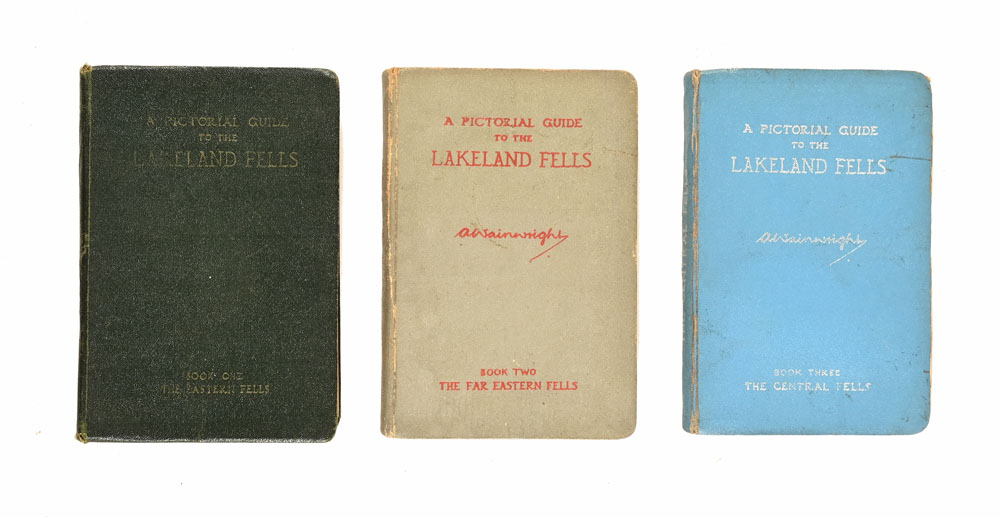 A PICTORIAL GUIDE
TO THE
LAKELAND FELLS
BOOK ONE
THE EASTERN FELLS
A PICTORIAL GUIDE
TO THE
LAKELAND FELLS
AWainwright
BOOK TWO
THE FAR EASTERN FELLS
A PICTORIAL GUIDE
TO THE
LAKELAND FELLS
AWainwright
BOOK THREE
THE CENTRAL FELLS